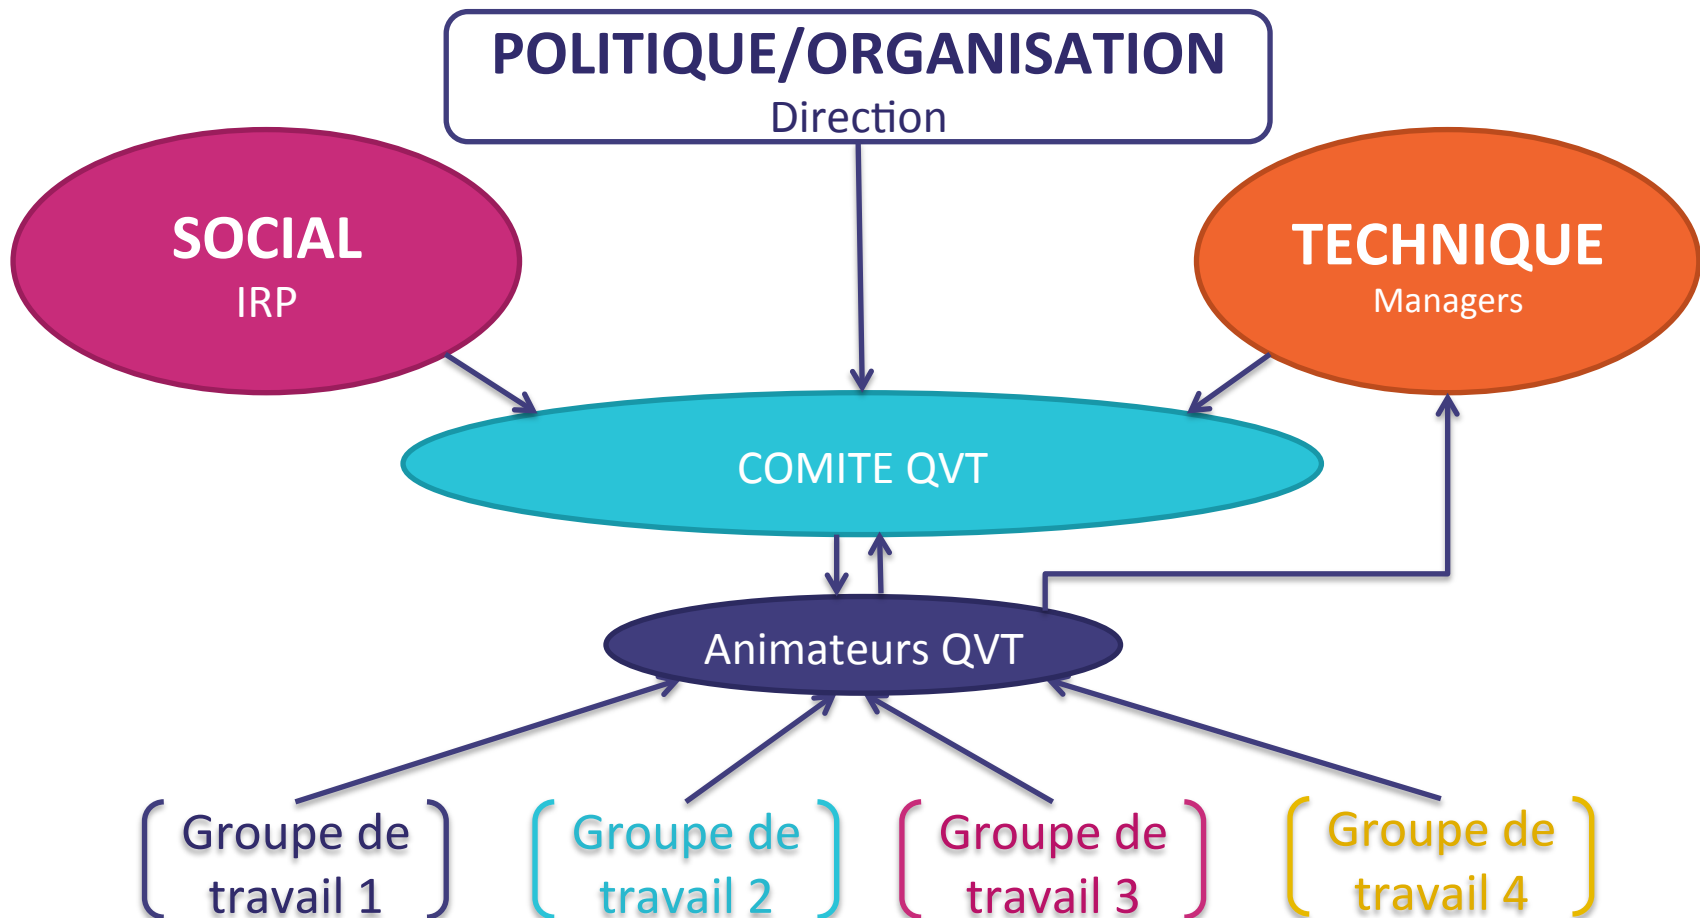 POLITIQUE/ORGANISATION
Direction
SOCIAL
IRP
TECHNIQUE
Managers
COMITE QVT
Animateurs QVT
Groupe de
travail 1
Groupe de
travail 2
Groupe de
travail 3
Groupe de
travail 4